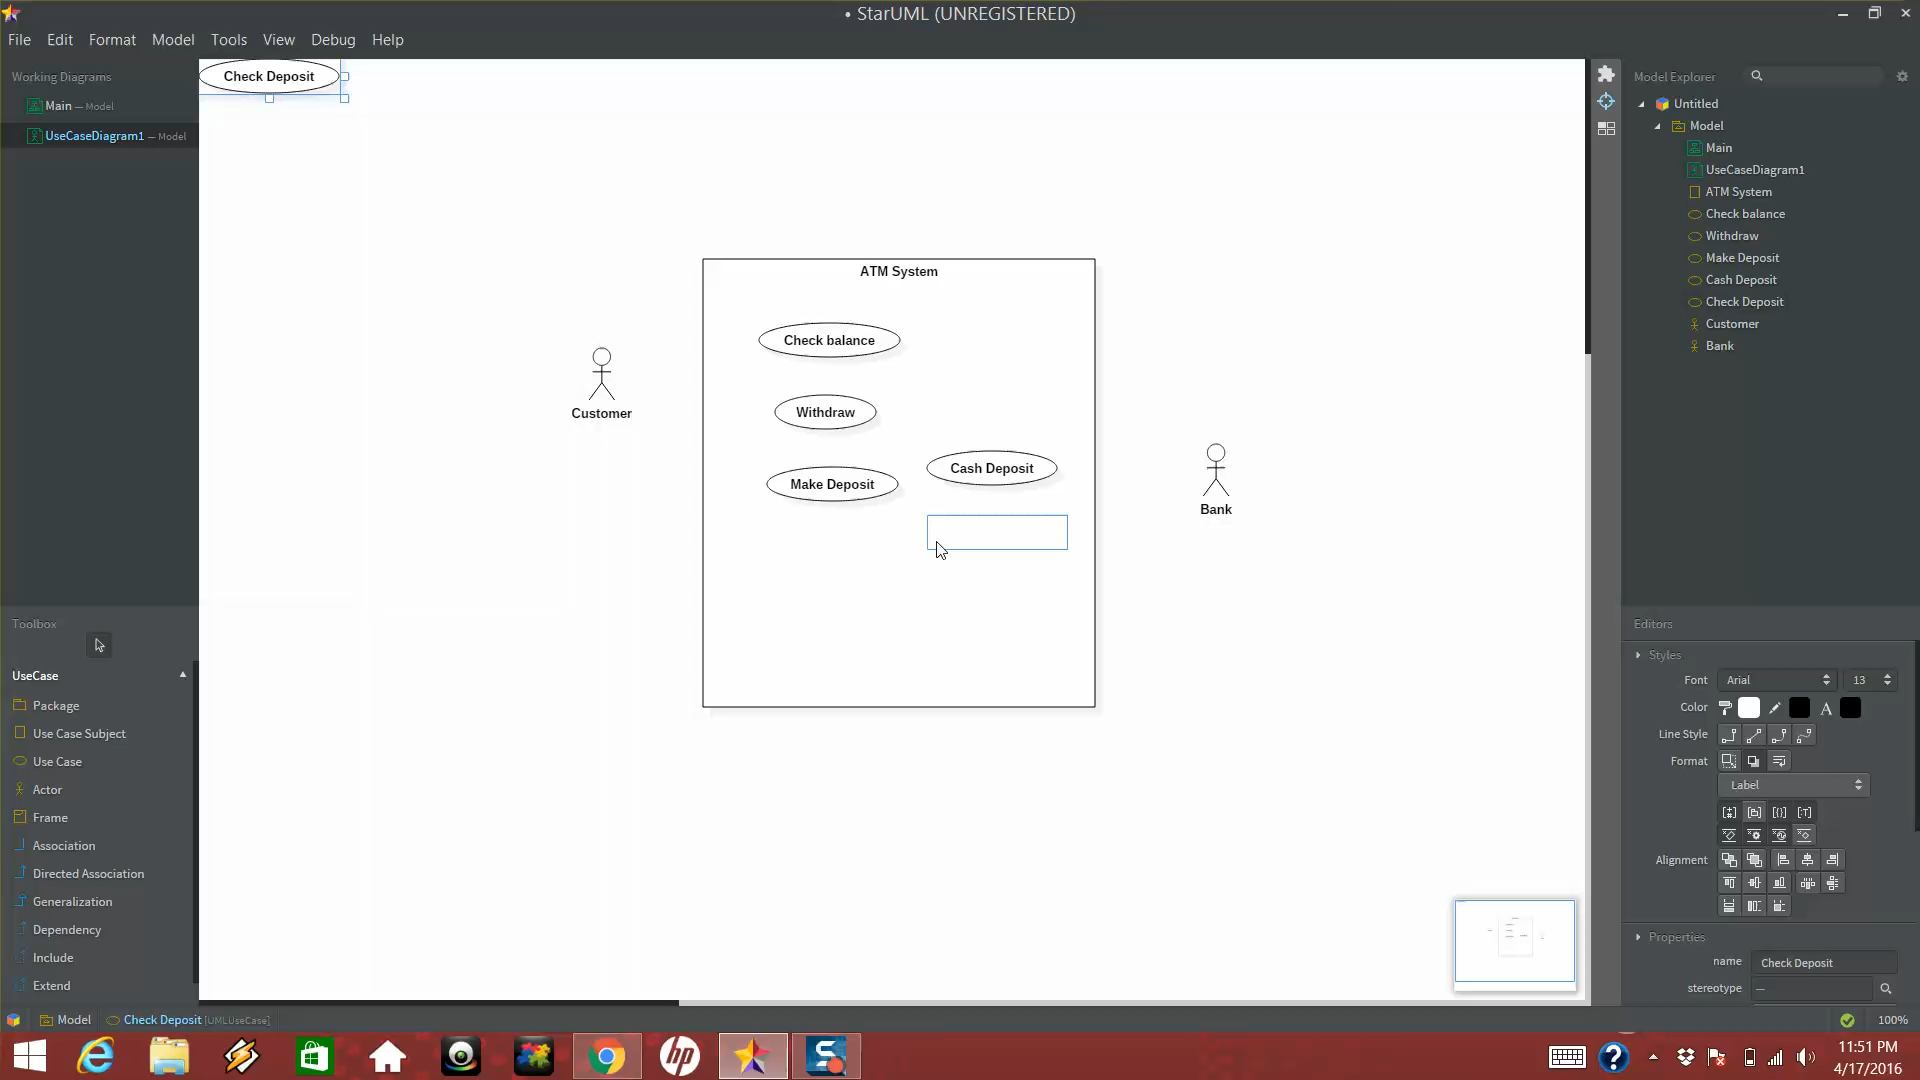 • StarUML (UNREGISTERED)
File Edit Format Model Tools View Debug Help
Working Diagrams
Main — Model
UseCaseDiagram1 — Model
Check Deposit
ATM System
Check balance
Withdraw
Make Deposit
Cash Deposit
Customer
Bank
Toolbox
UseCase
Package
Use Case Subject
Use Case
Actor
Frame
Association
Directed Association
Generalization
Dependency
Include
Extend
Model Explorer
Untitled
Model
Main
UseCaseDiagram1
ATM System
Check balance
Withdraw
Make Deposit
Cash Deposit
Check Deposit
Customer
Bank
Editors
Styles
Font Arial 13
Color A
Line Style
Format
Label
Alignment
Properties
name Check Deposit
stereotype —
Model Check Deposit [UMLUseCase]
100%
hp
S
11:51 PM
4/17/2016